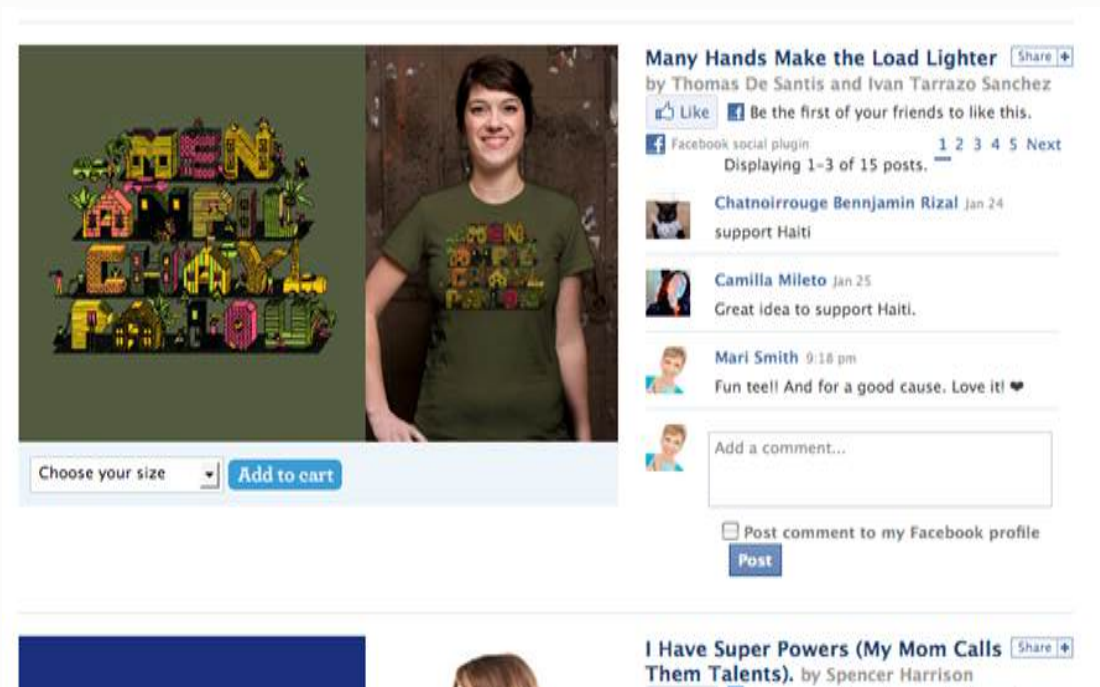 MEN
ANPIL
CHAY
PA LOU
Choose your size
Add to cart
Many Hands Make the Load Lighter
Share +
by Thomas De Santis and Ivan Tarrazo Sanchez
Like
Be the first of your friends to like this.
Facebook social plugin
1 2 3 4 5 Next
Displaying 1-3 of 15 posts.
Chatnoirrouge Bennjamin Rizal Jan 24
support Haiti
Camilla Mileto Jan 25
Great idea to support Haiti.
Mari Smith 9:18 pm
Fun tee!! And for a good cause. Love it! ❤
Add a comment...
Post comment to my Facebook profile
Post
I Have Super Powers (My Mom Calls
Share +
Them Talents). by Spencer Harrison